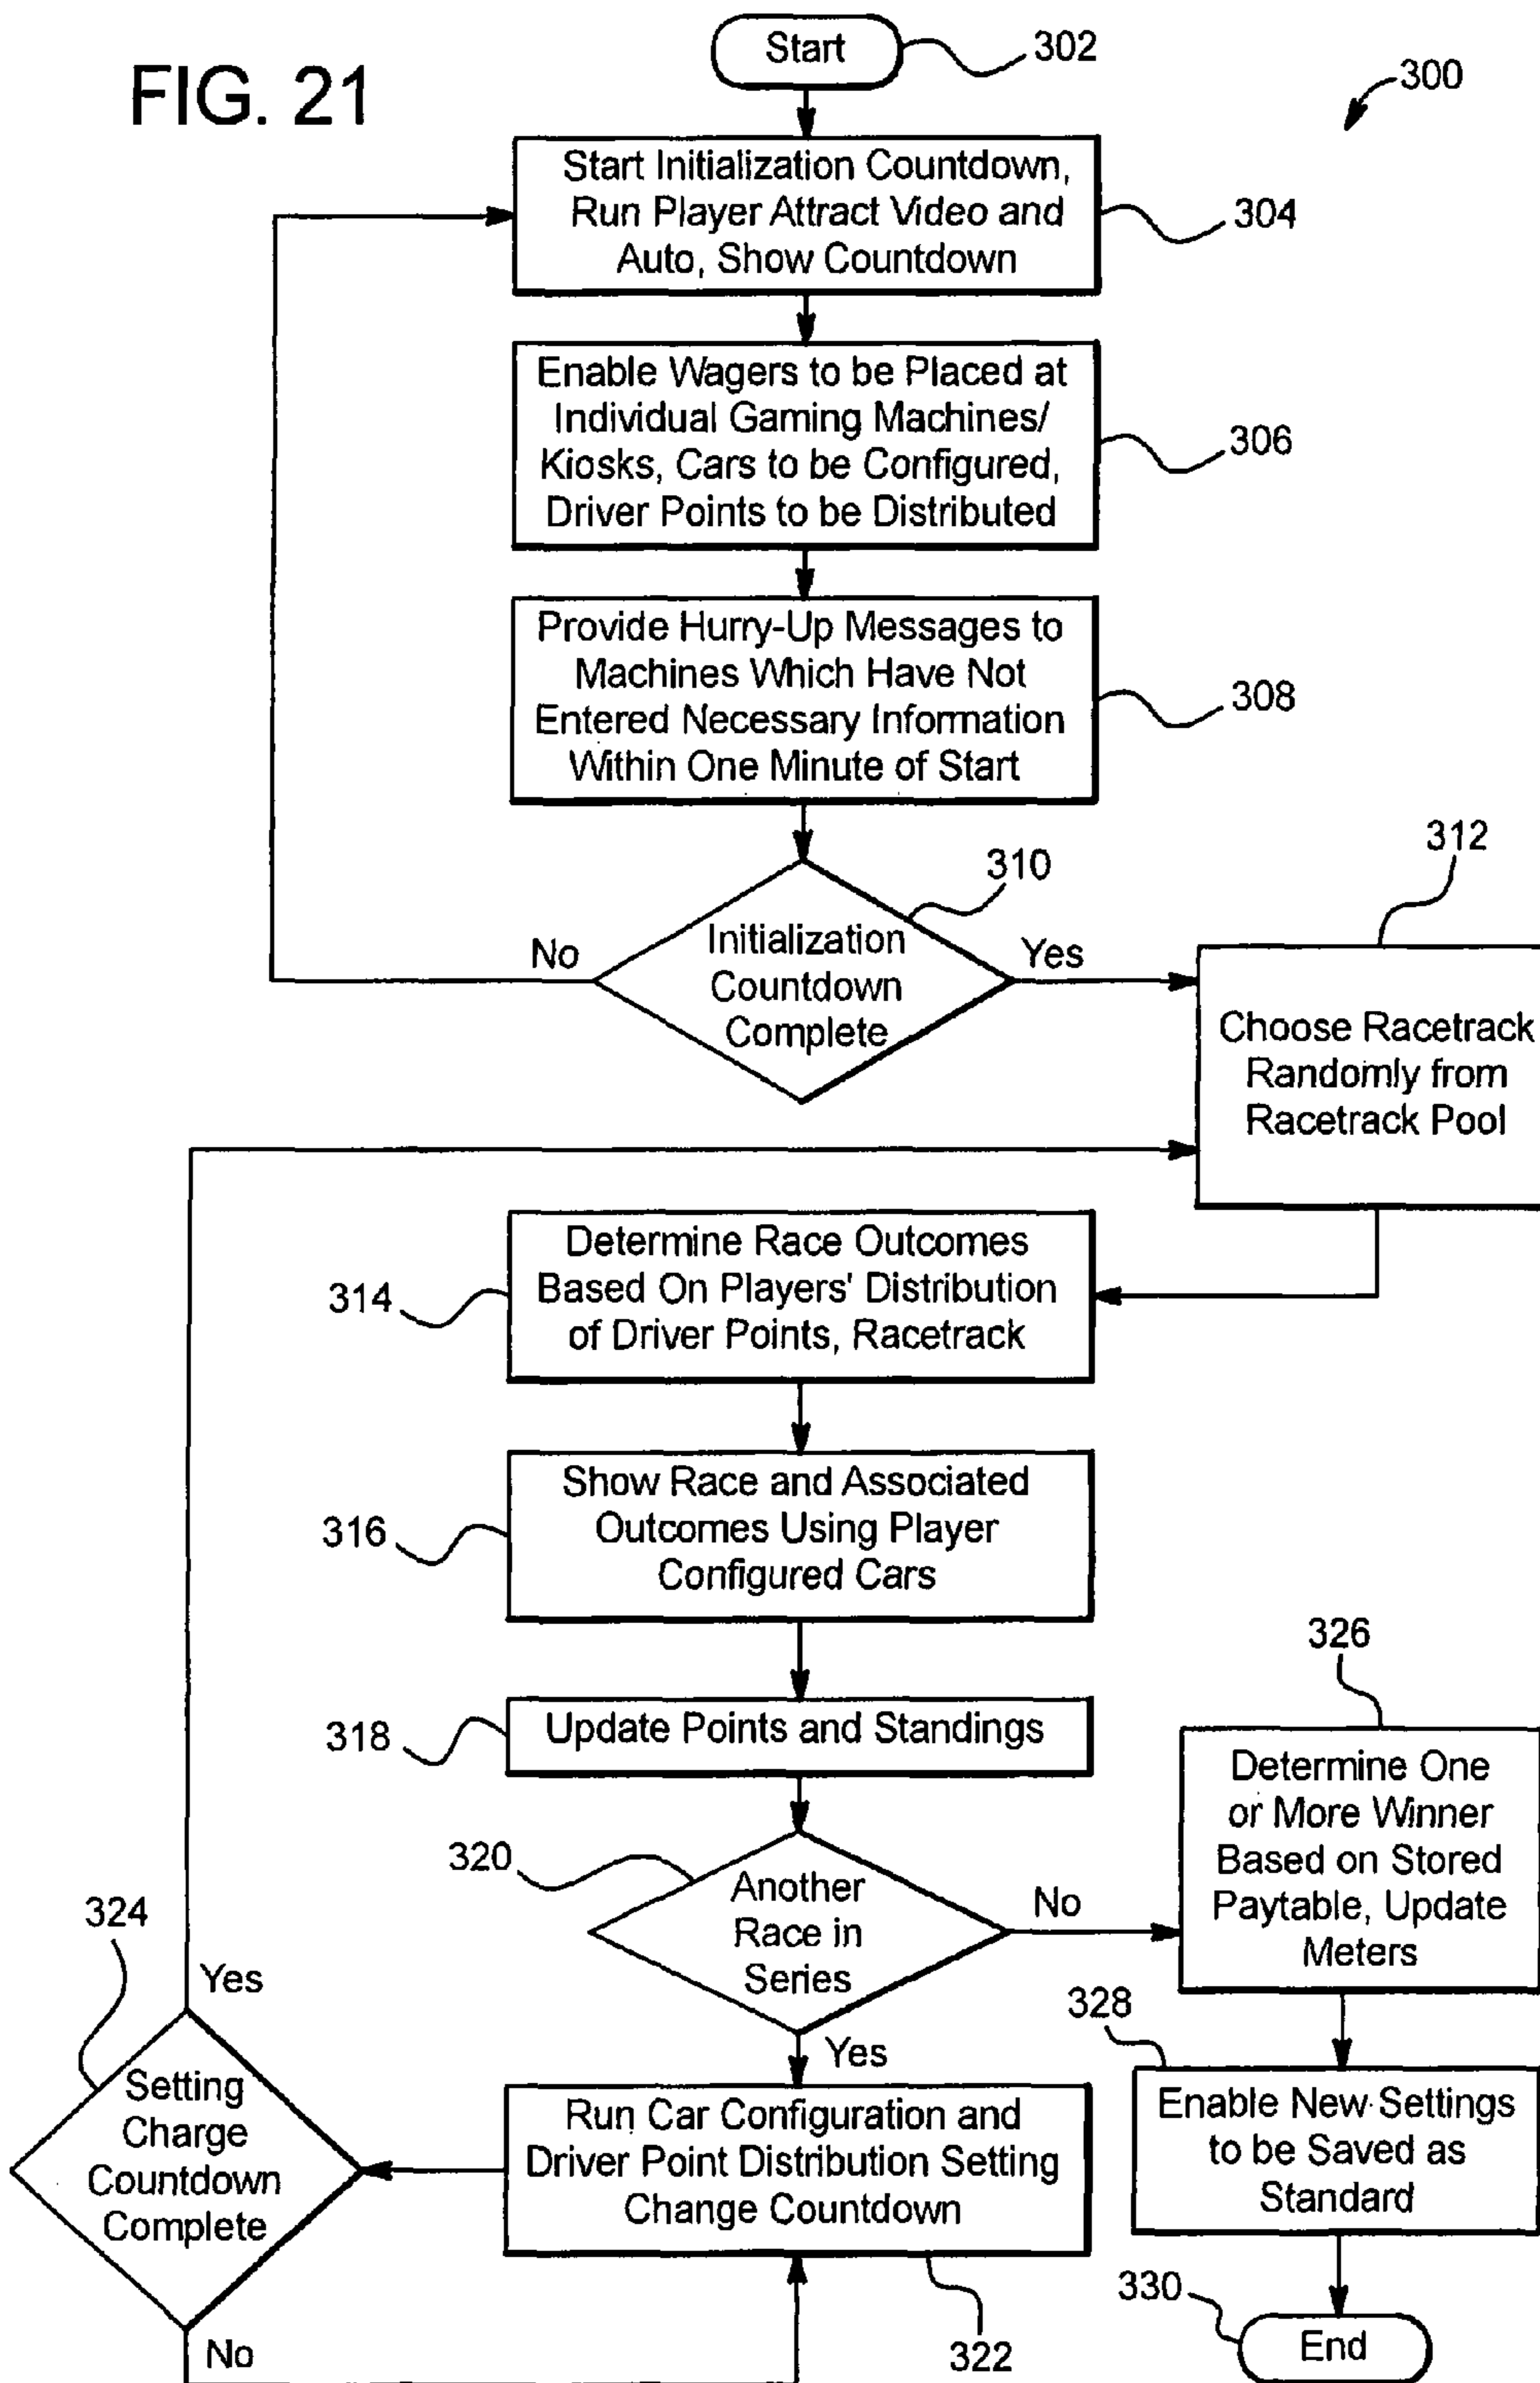 FIG. 21
Start
302
300
Start Initialization Countdown,
Run Player Attract Video and
Auto, Show Countdown
304
Enable Wagers to be Placed at
Individual Gaming Machines/
Kiosks, Cars to be Configured,
Driver Points to be Distributed
306
Provide Hurry-Up Messages to
Machines Which Have Not
Entered Necessary Information
Within One Minute of Start
308
310
Initialization
Countdown
Complete
No
Yes
312
Choose Racetrack
Randomly from
Racetrack Pool
314
Determine Race Outcomes
Based On Players' Distribution
of Driver Points, Racetrack
316
Show Race and Associated
Outcomes Using Player
Configured Cars
318
Update Points and Standings
320
Another
Race in
Series
No
Yes
326
Determine One
or More Winner
Based on Stored
Paytable, Update
Meters
324
Yes
Setting
Charge
Countdown
Complete
No
Run Car Configuration and
Driver Point Distribution Setting
Change Countdown
322
328
Enable New Settings
to be Saved as
Standard
330
End